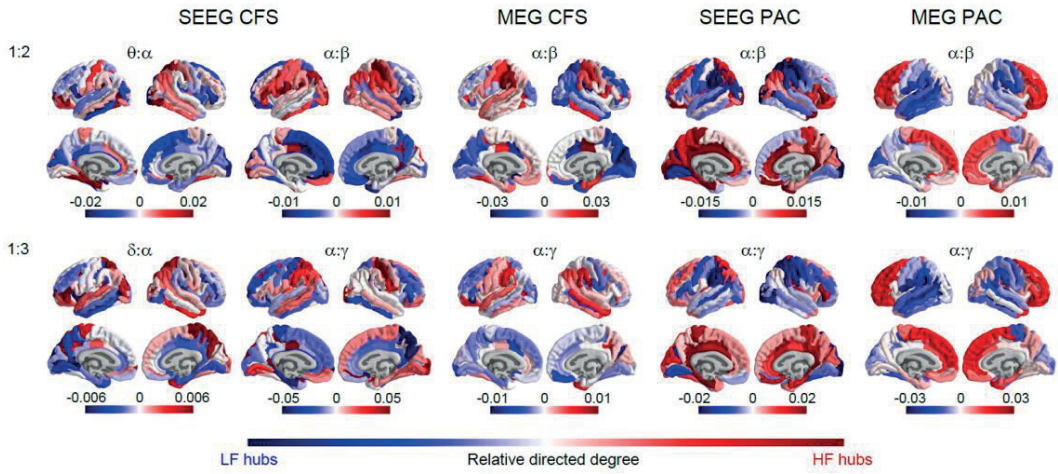 SEEG CFS MEG CFS SEEG PAC MEG PAC
1:2 θ:α α:β α:β α:β α:β
-0.02 0 0.02 -0.01 0 0.01 -0.03 0 0.03 -0.015 0 0.015 -0.01 0 0.01
1:3 δ:α α:γ α:γ α:γ α:γ
-0.006 0 0.006 -0.05 0 0.05 -0.01 0 0.01 -0.02 0 0.02 -0.03 0 0.03
LF hubs Relative directed degree HF hubs